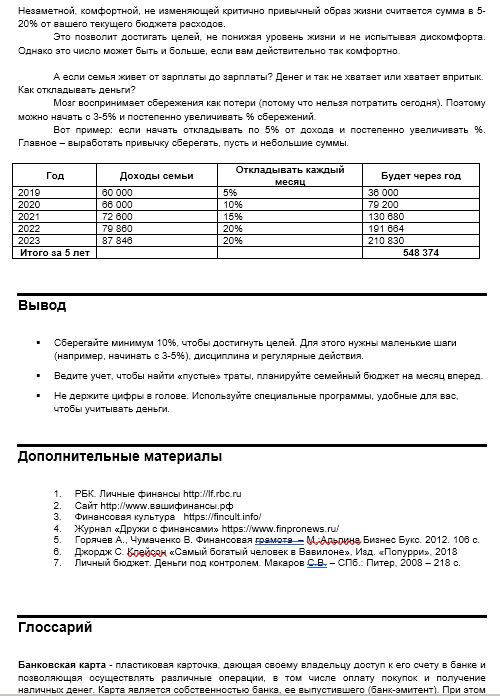 Незаметной, комфортной, не изменяющей критично привычный образ жизни считается сумма в 5-
20% от вашего текущего бюджета расходов.
Это позволит достигать целей, не понижая уровень жизни и не испытывая дискомфорта.
Однако это число может быть и больше, если вам действительно так комфортно.
А если семья живет от зарплаты до зарплаты? Денег и так не хватает или хватает впритык.
Как откладывать деньги?
Мозг воспринимает сбережения как потери (потому что нельзя потратить сегодня). Поэтому
можно начать с 3-5% и постепенно увеличивать % сбережений.
Вот пример: если начать откладывать по 5% от дохода и постепенно увеличивать %.
Главное – выработать привычку сберегать, пусть и небольшие суммы.
Год Доходы семьи Откладывать каждый месяц Будет через год
2019 60 000 5% 36 000
2020 66 000 10% 79 200
2021 72 600 15% 130 680
2022 79 860 20% 191 664
2023 87 846 20% 210 830
Итого за 5 лет 548 374
Вывод
▪ Сберегайте минимум 10%, чтобы достигнуть целей. Для этого нужны маленькие шаги
(например, начинать с 3-5%), дисциплина и регулярные действия.
▪ Ведите учет, чтобы найти «пустые» траты, планируйте семейный бюджет на месяц вперед.
▪ Не держите цифры в голове. Используйте специальные программы, удобные для вас,
чтобы учитывать деньги.
Дополнительные материалы
1. РБК. Личные финансы http://lf.rbc.ru
2. Сайт http://www.вашифинансы.рф
3. Финансовая культура https://fincult.info/
4. Журнал «Дружи с финансами» https://www.finpronews.ru/
5. Горячев А., Чумаченко В. Финансовая грамота – М.:Альпина Бизнес Букс. 2012. 106 с.
6. Джордж С. Клейсон «Самый богатый человек в Вавилоне», Изд. «Попурри», 2018
7. Личный бюджет. Деньги под контролем. Макаров С.В. – СПб.: Питер, 2008 – 218 с.
Глоссарий
Банковская карта - пластиковая карточка, дающая своему владельцу доступ к его счету в банке и
позволяющая осуществлять различные операции, в том числе оплату покупок и получение
наличных денег. Карта является собственностью банка, ее выпустившего (банк-эмитент). При этом